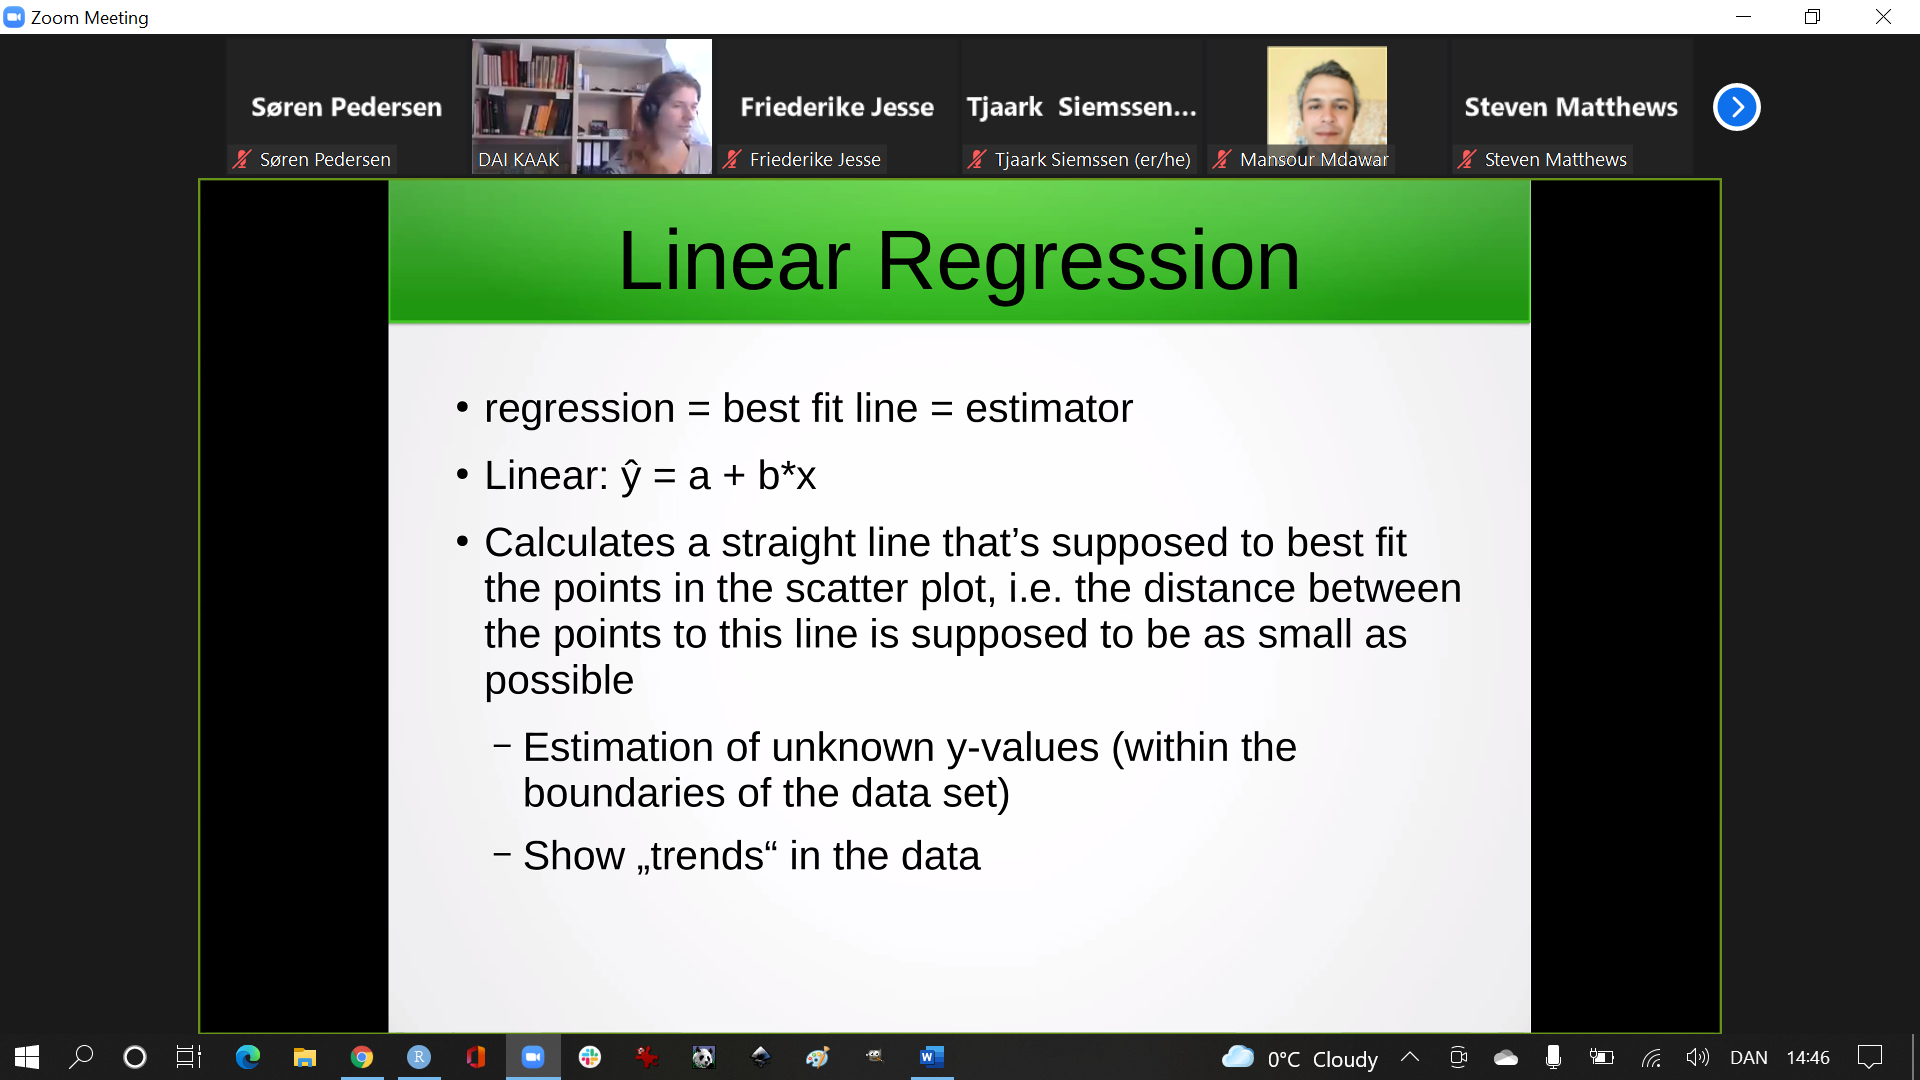 Zoom Meeting
Søren Pedersen
Friederike Jesse
Tjaark Siemssen...
Steven Matthews
Søren Pedersen
DAI KAAK
Friederike Jesse
Tjaark Siemssen (er/he)
Mansour Mdawar
Steven Matthews
Linear Regression
• regression = best fit line = estimator
• Linear: ŷ = a + b*x
• Calculates a straight line that’s supposed to best fit
the points in the scatter plot, i.e. the distance between
the points to this line is supposed to be as small as
possible
– Estimation of unknown y-values (within the
boundaries of the data set)
– Show „trends“ in the data
0°C Cloudy
DAN
14:46